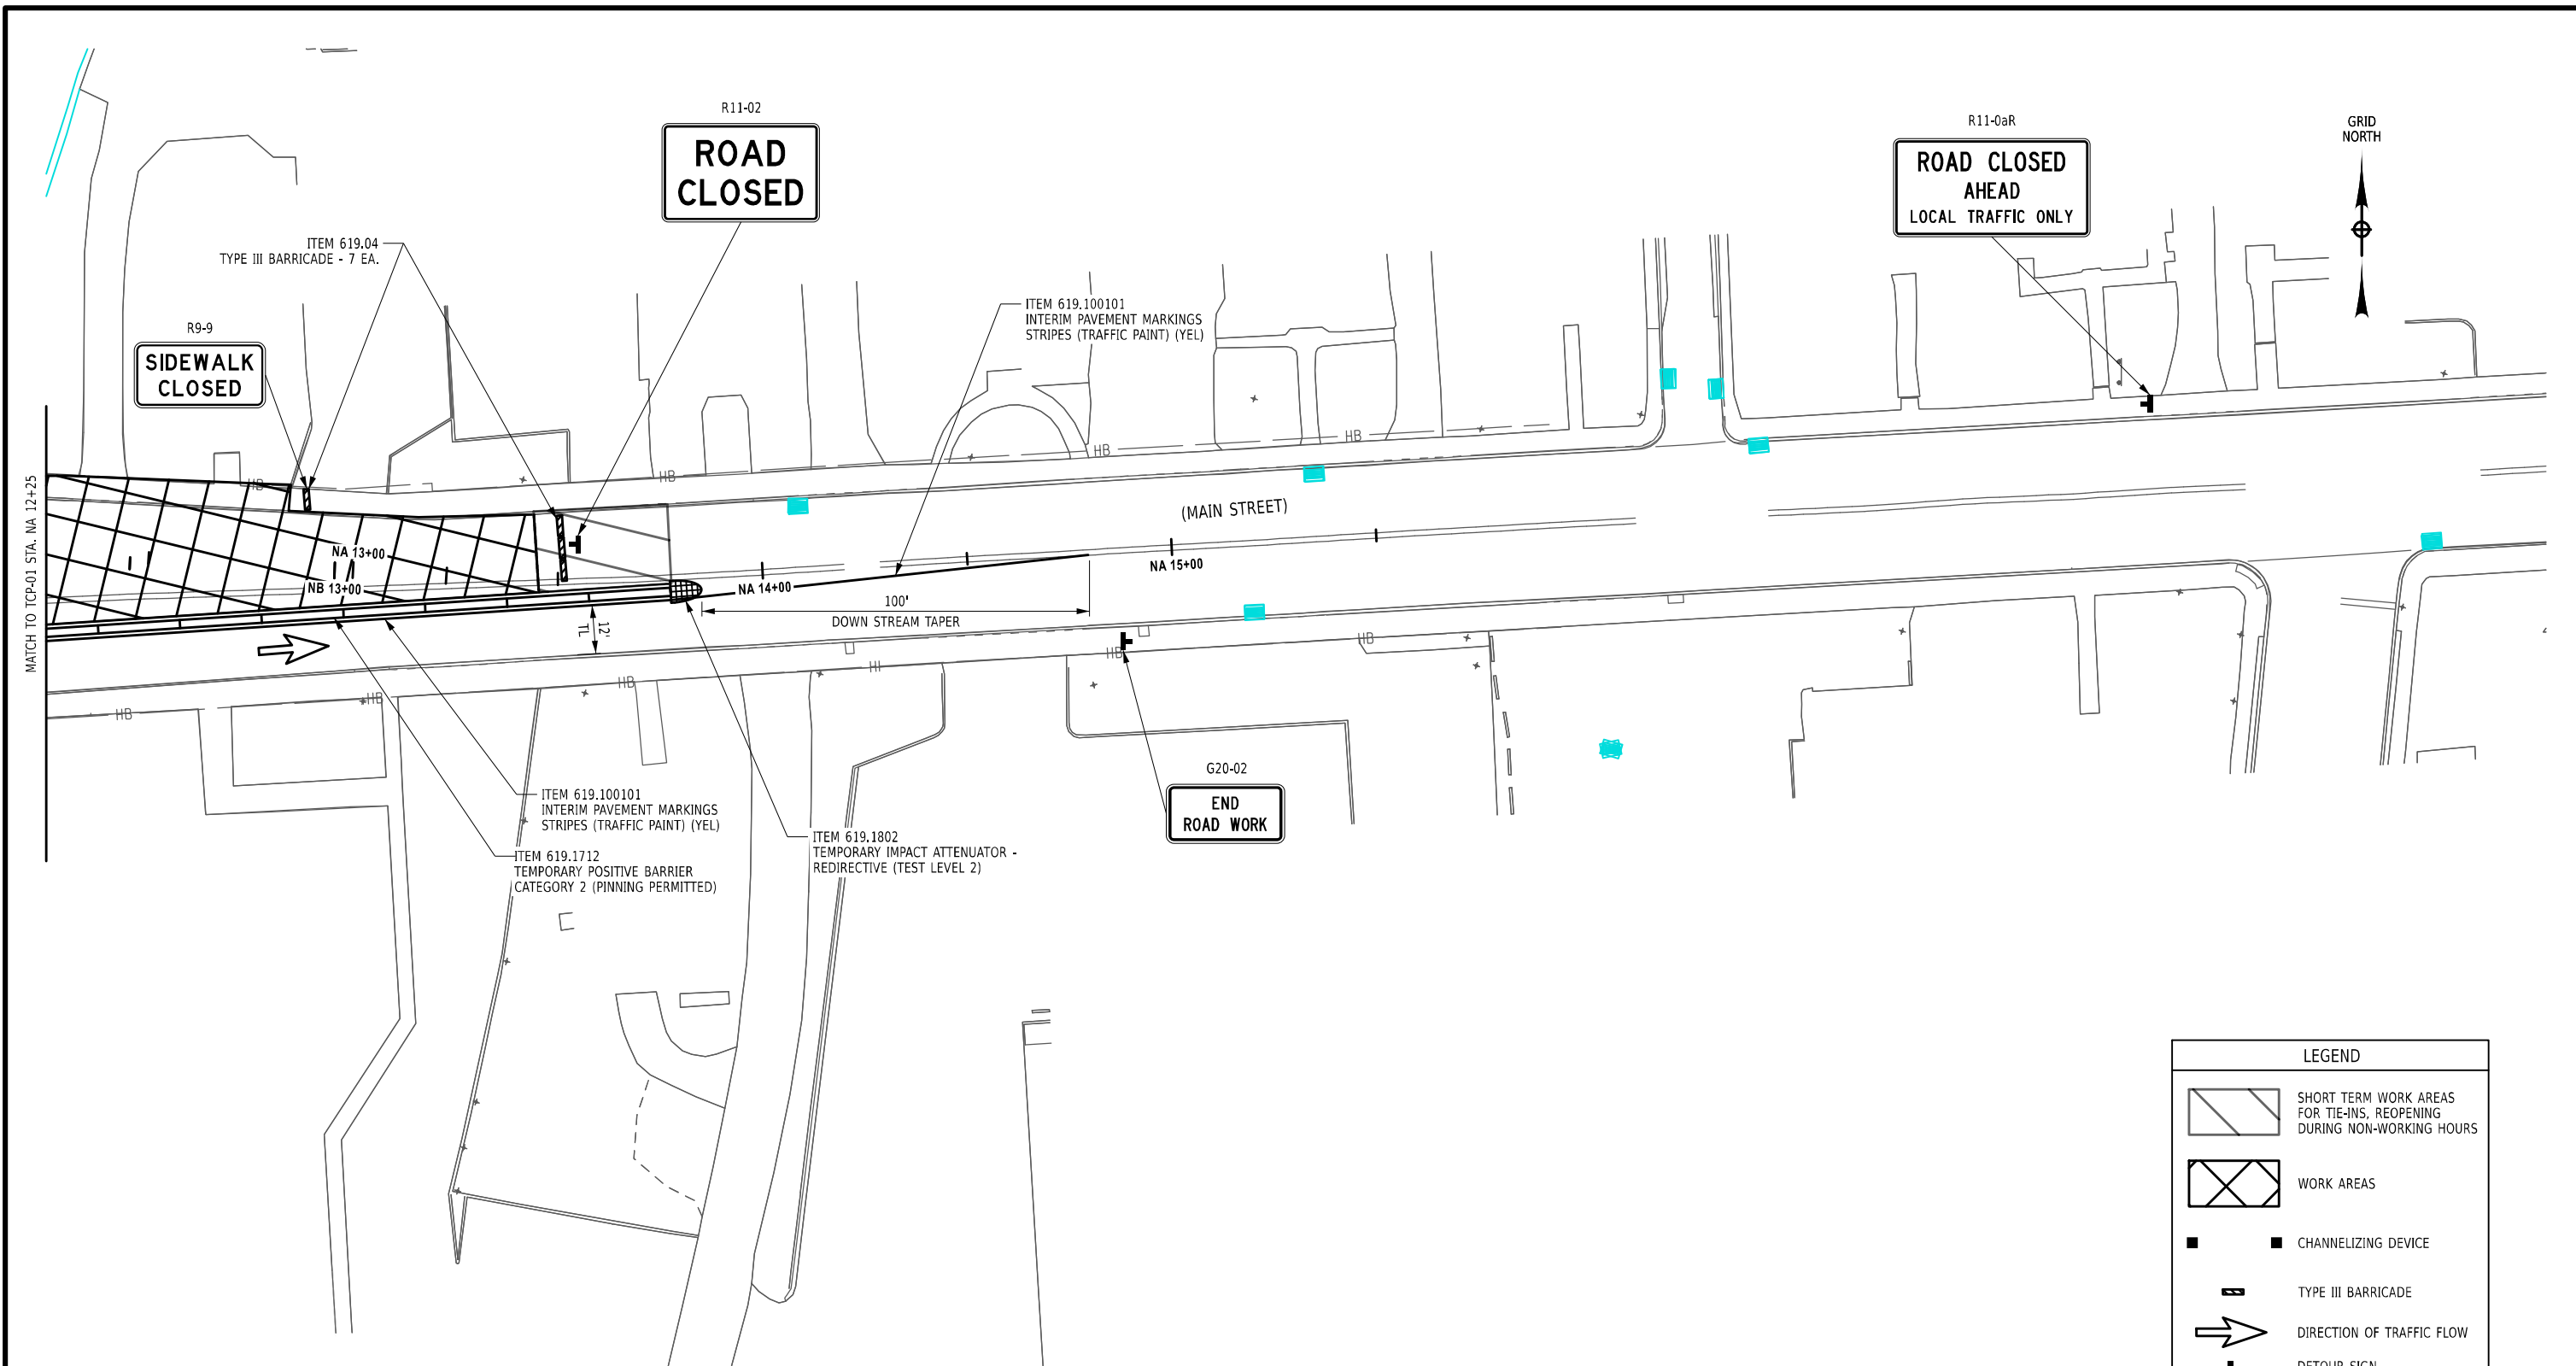 R11-02
ROAD
CLOSED
R11-0aR
ROAD CLOSED
AHEAD
LOCAL TRAFFIC ONLY
GRID
NORTH
ITEM 619.04
TYPE III BARRICADE - 7 EA.
R9-9
SIDEWALK
CLOSED
ITEM 619.100101
INTERIM PAVEMENT MARKINGS
STRIPES (TRAFFIC PAINT) (YEL)
HB
HB
HB
HB
(MAIN STREET)
MATCH TO TCP-01 STA. NA 12+25
NA 13+00
NB 13+00
NA 14+00
NA 15+00
100'
DOWN STREAM TAPER
12'
TL
HB
HB
HB
HI
HB
HB
G20-02
END
ROAD WORK
ITEM 619.100101
INTERIM PAVEMENT MARKINGS
STRIPES (TRAFFIC PAINT) (YEL)
ITEM 619.1712
TEMPORARY POSITIVE BARRIER
CATEGORY 2 (PINNING PERMITTED)
ITEM 619.1802
TEMPORARY IMPACT ATTENUATOR -
REDIRECTIVE (TEST LEVEL 2)
LEGEND
SHORT TERM WORK AREAS
FOR TIE-INS, REOPENING
DURING NON-WORKING HOURS
WORK AREAS
CHANNELIZING DEVICE
TYPE III BARRICADE
DIRECTION OF TRAFFIC FLOW
DETOUR SIGN